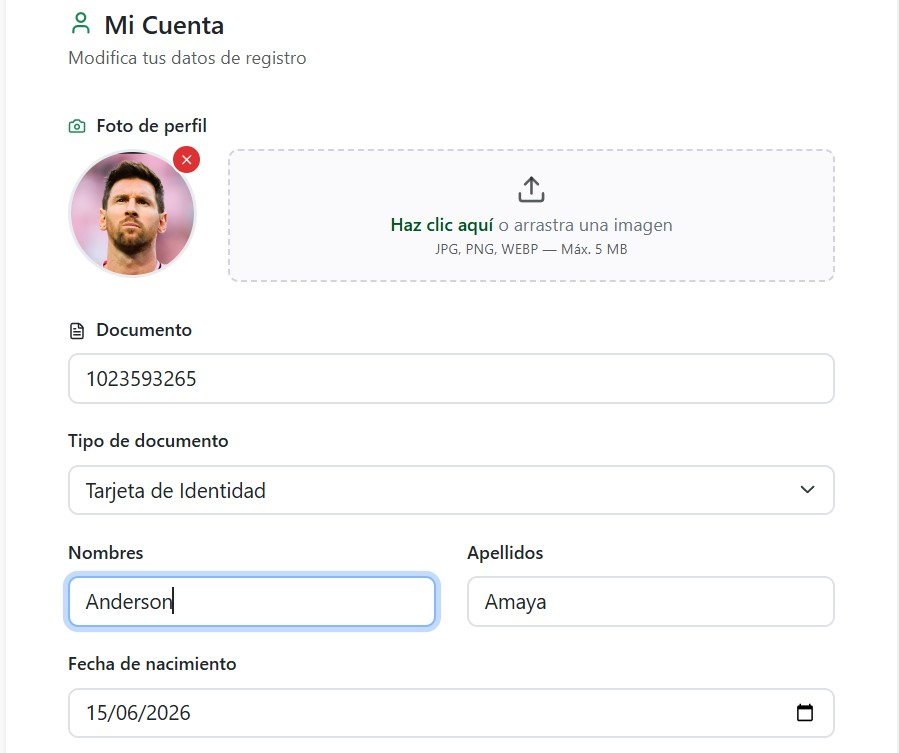 Mi Cuenta
Modifica tus datos de registro
Foto de perfil
Haz clic aquí o arrastra una imagen
JPG, PNG, WEBP — Máx. 5 MB
Documento
1023593265
Tipo de documento
Tarjeta de Identidad
Nombres
Apellidos
Anderson
Amaya
Fecha de nacimiento
15/06/2026